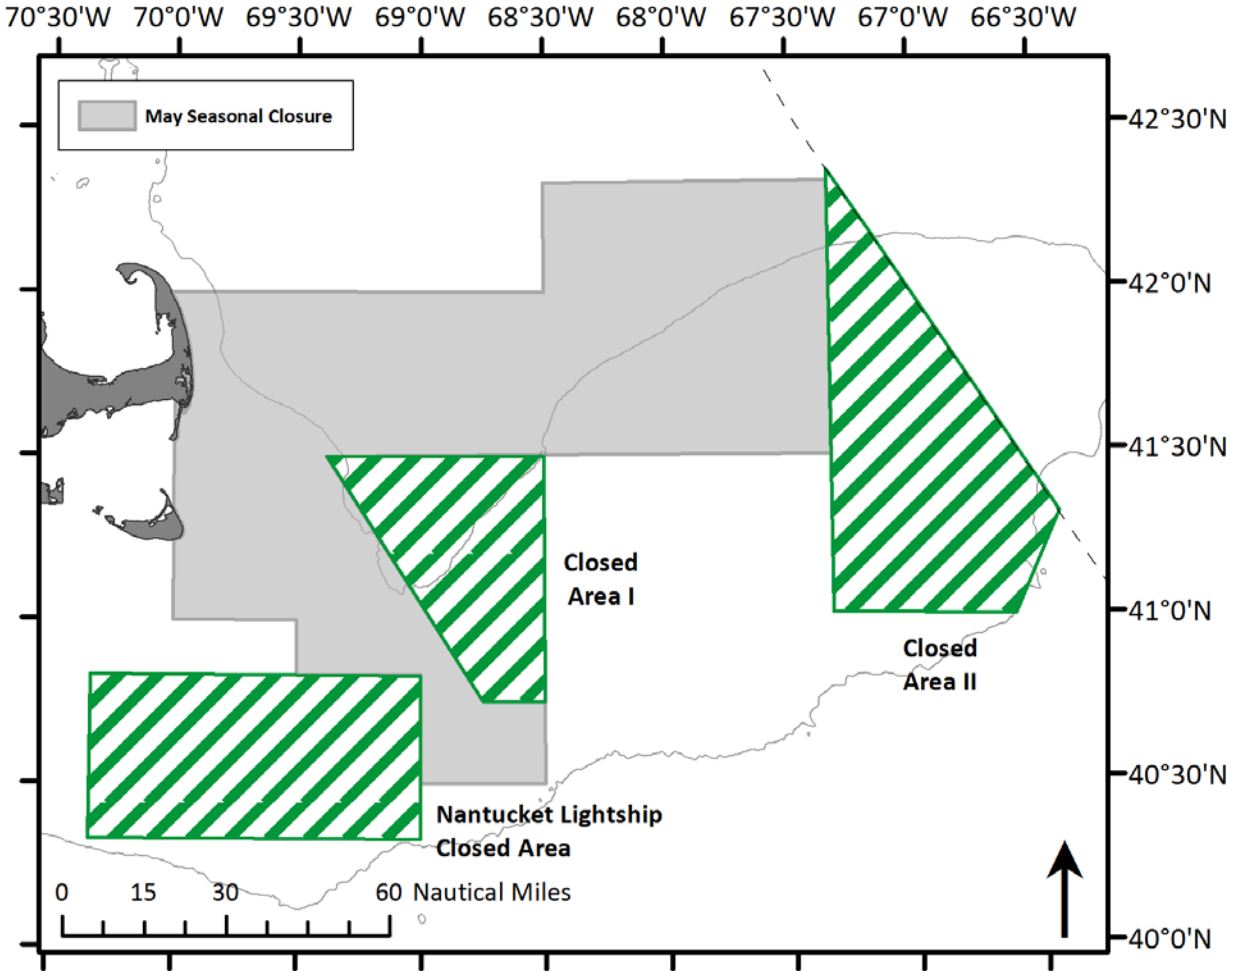 70°30'W 70°0'W 69°30'W 69°0'W 68°30'W 68°0'W 67°30'W 67°0'W 66°30'W
May Seasonal Closure
42°30'N
42°0'N
41°30'N
Closed
Area I
41°0'N
Closed
Area II
40°30'N
Nantucket Lightship
Closed Area
0 15 30 60 Nautical Miles
40°0'N